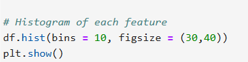 # Histogram of each feature
df.hist(bins = 10, figsize = (30,40))
plt.show()